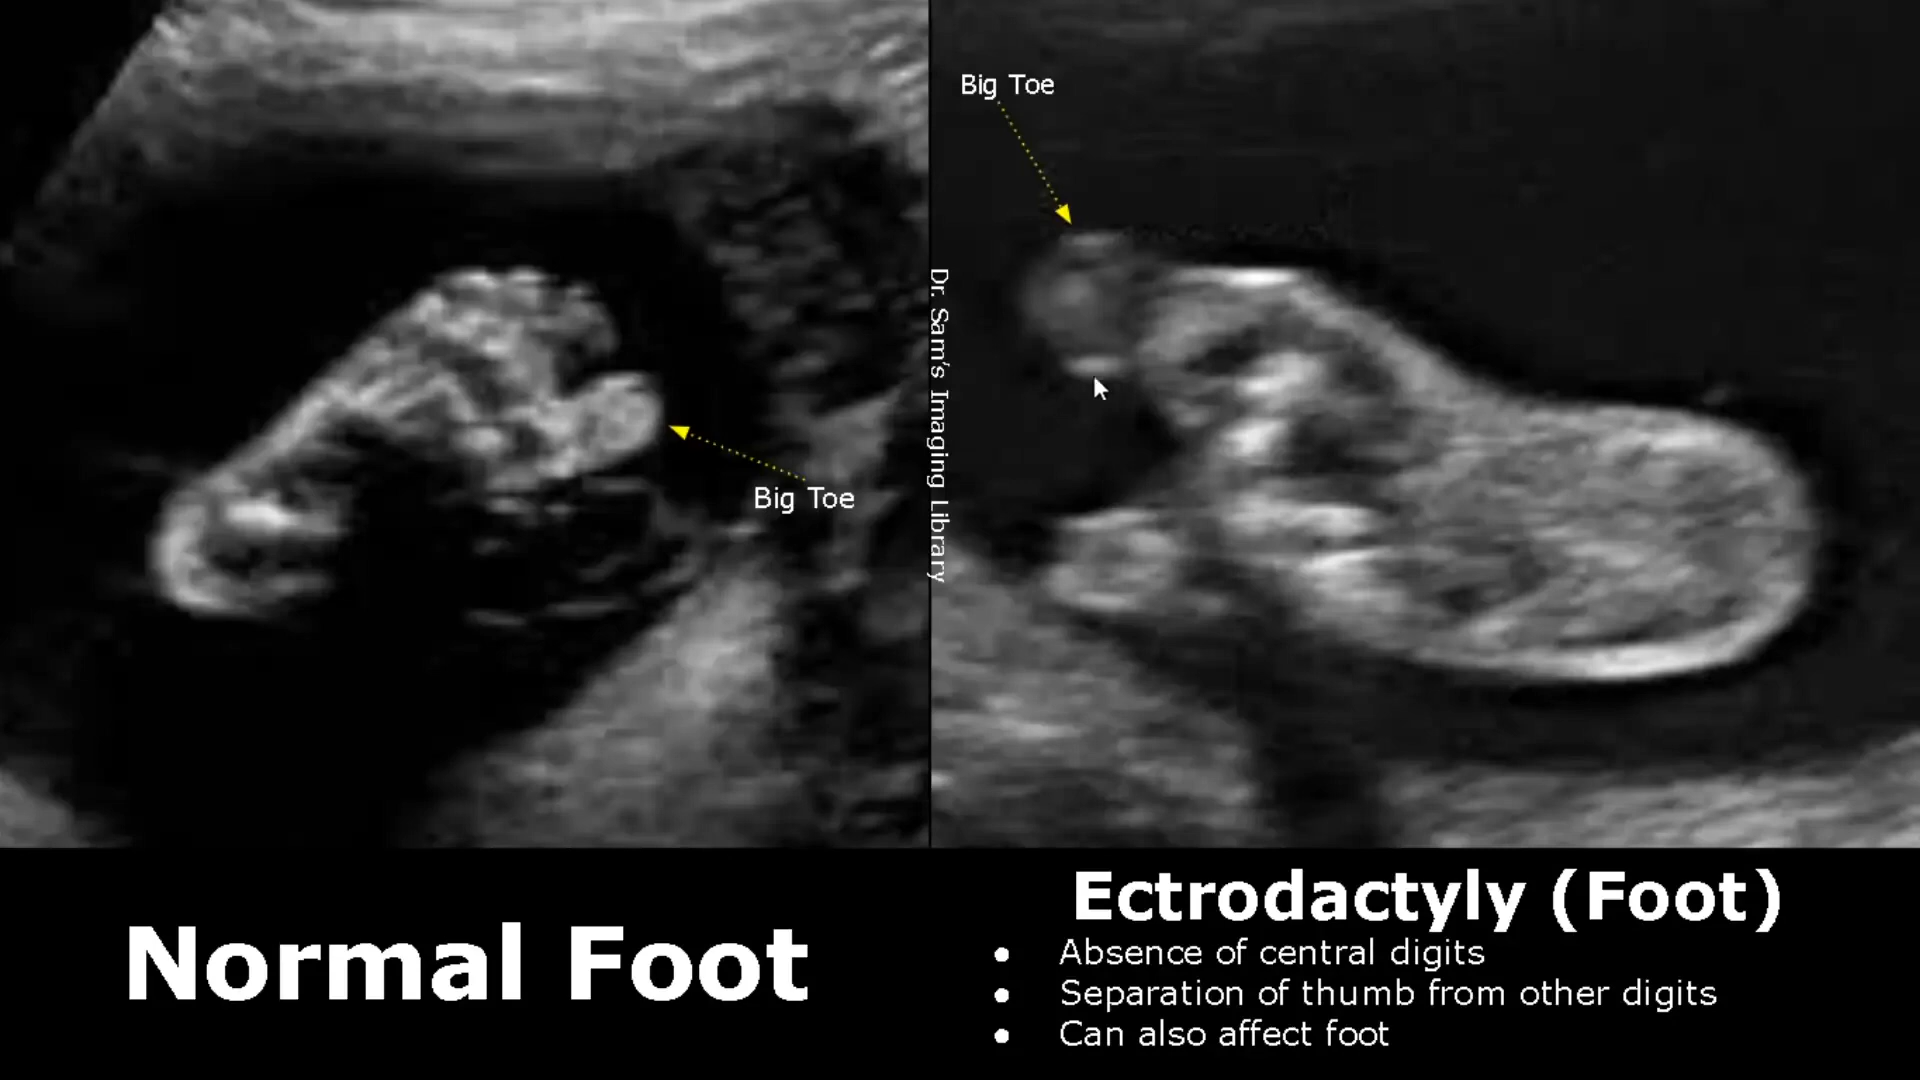 Big Toe
Big Toe
Dr. Sam's Imaging Library
Normal Foot
Ectrodactyly (Foot)
• Absence of central digits
• Separation of thumb from other digits
• Can also affect foot